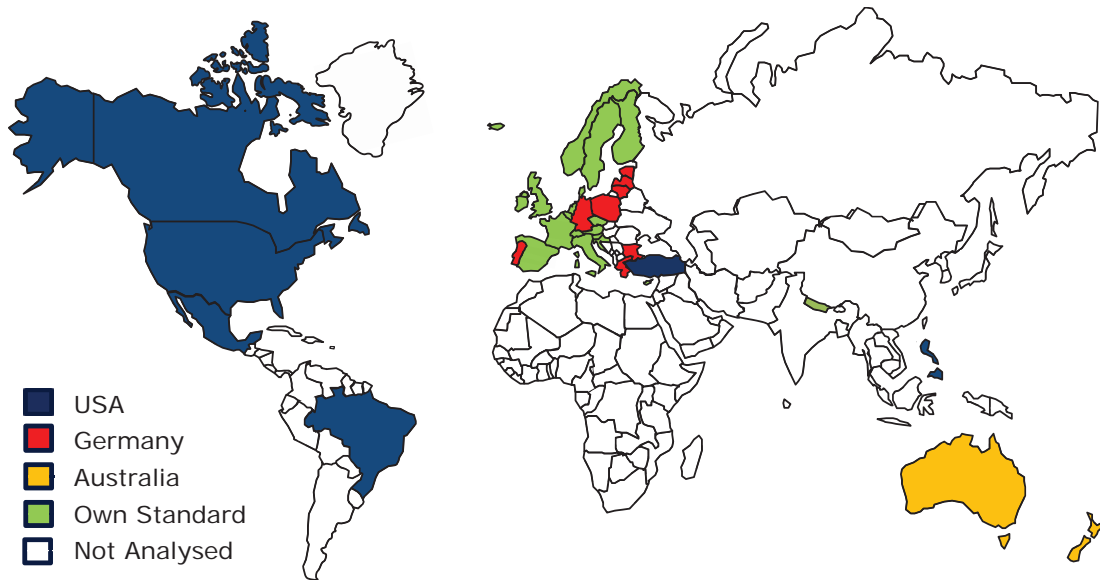 USA
Germany
Australia
Own Standard
Not Analysed